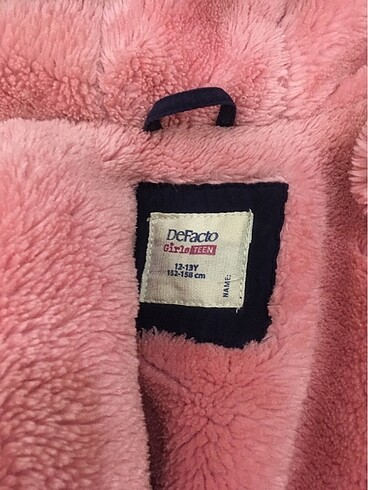 DeFacto
Girls TEEN
12-13Y
152-158 cm
NAME: